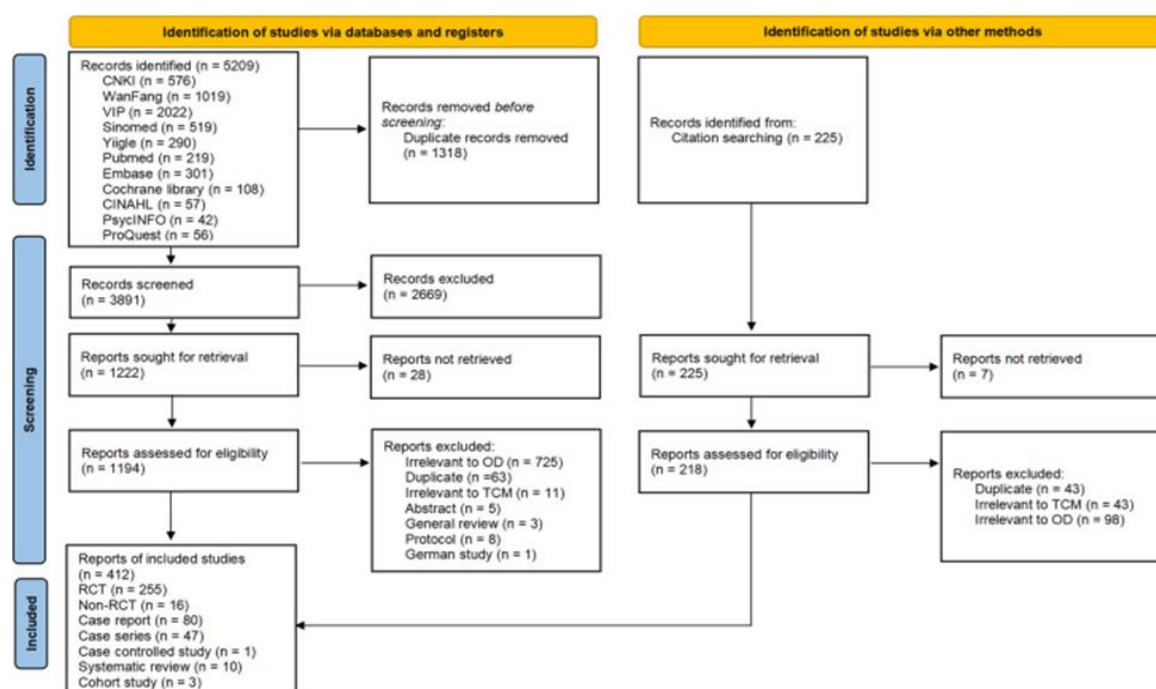 Identification of studies via databases and registers
Identification of studies via other methods
Identification
Records identified (n = 5209)
CNKI (n = 576)
WanFang (n = 1019)
VIP (n = 2022)
Sinomed (n = 519)
Yiigle (n = 290)
Pubmed (n = 219)
Embase (n = 301)
Cochrane library (n = 108)
CINAHL (n = 57)
PsycINFO (n = 42)
ProQuest (n = 56)
Records removed before
screening:
Duplicate records removed
(n = 1318)
Records identified from:
Citation searching (n = 225)
Screening
Records screened
(n = 3891)
Records excluded
(n = 2669)
Reports sought for retrieval
(n = 1222)
Reports not retrieved
(n = 28)
Reports sought for retrieval
(n = 225)
Reports not retrieved
(n = 7)
Reports assessed for eligibility
(n = 1194)
Reports excluded:
Irrelevant to OD (n = 725)
Duplicate (n =63)
Irrelevant to TCM (n = 11)
Abstract (n = 5)
General review (n = 3)
Protocol (n = 8)
German study (n = 1)
Reports assessed for eligibility
(n = 218)
Reports excluded:
Duplicate (n = 43)
Irrelevant to TCM (n = 43)
Irrelevant to OD (n = 98)
Included
Reports of included studies
(n = 412)
RCT (n = 255)
Non-RCT (n = 16)
Case report (n = 80)
Case series (n = 47)
Case controlled study (n = 1)
Systematic review (n = 10)
Cohort study (n = 3)